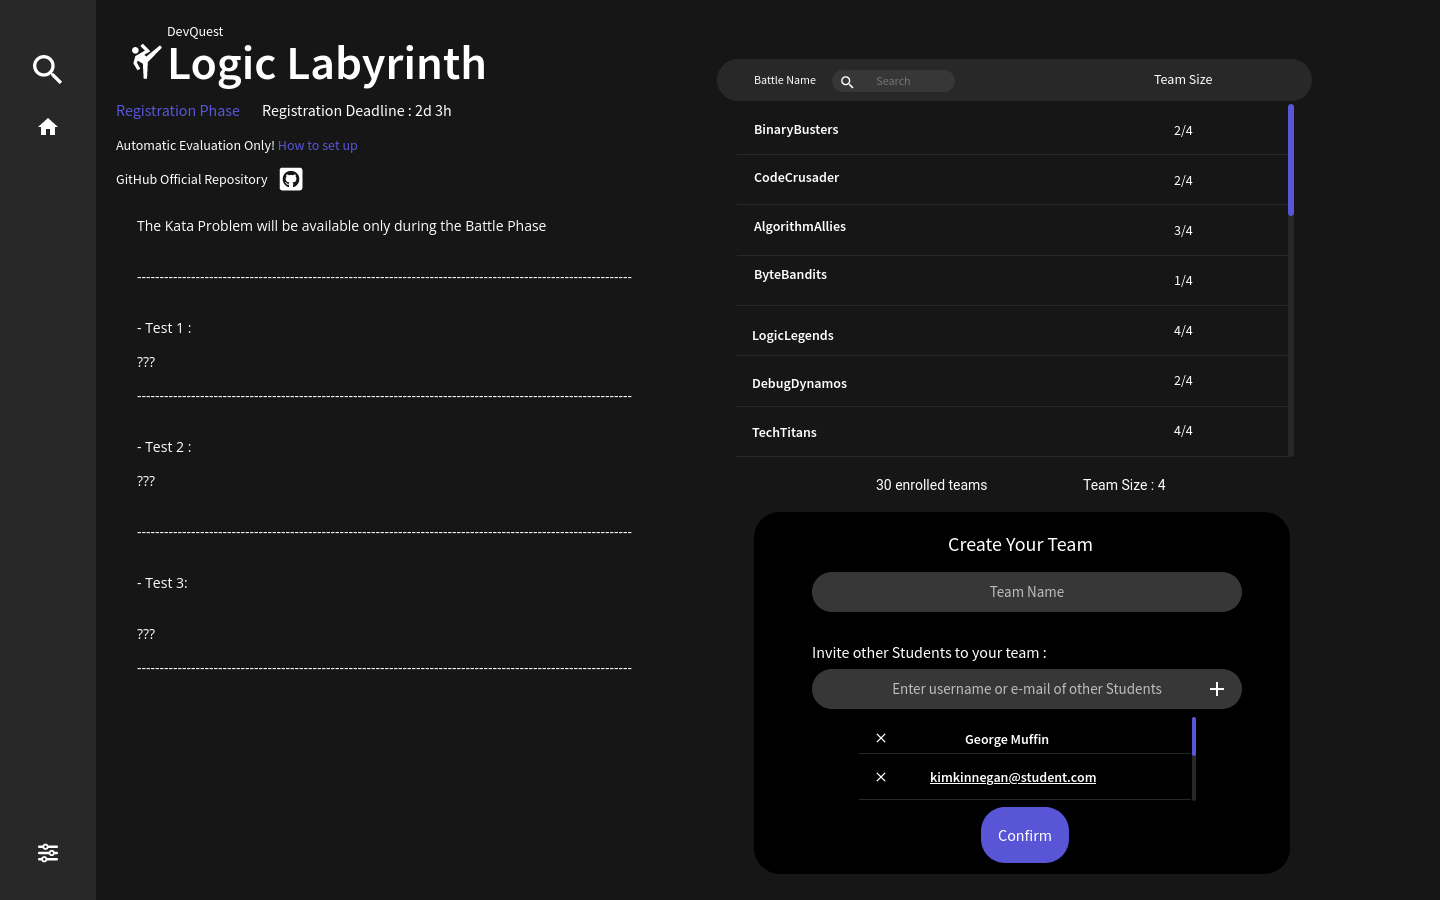 DevQuest
Logic Labyrinth
Registration Phase Registration Deadline : 2d 3h
Automatic Evaluation Only! How to set up
GitHub Official Repository
The Kata Problem will be available only during the Battle Phase
--------------------------------------------------------------------------------------------------------------
- Test 1 :
???
--------------------------------------------------------------------------------------------------------------
- Test 2 :
???
--------------------------------------------------------------------------------------------------------------
- Test 3:
???
--------------------------------------------------------------------------------------------------------------
Battle Name Search Team Size
BinaryBusters 2/4
CodeCrusader 2/4
AlgorithmAllies 3/4
ByteBandits 1/4
LogicLegends 4/4
DebugDynamos 2/4
TechTitans 4/4
30 enrolled teams Team Size : 4
Create Your Team
Team Name
Invite other Students to your team :
Enter username or e-mail of other Students
George Muffin
kimkinnegan@student.com
Confirm